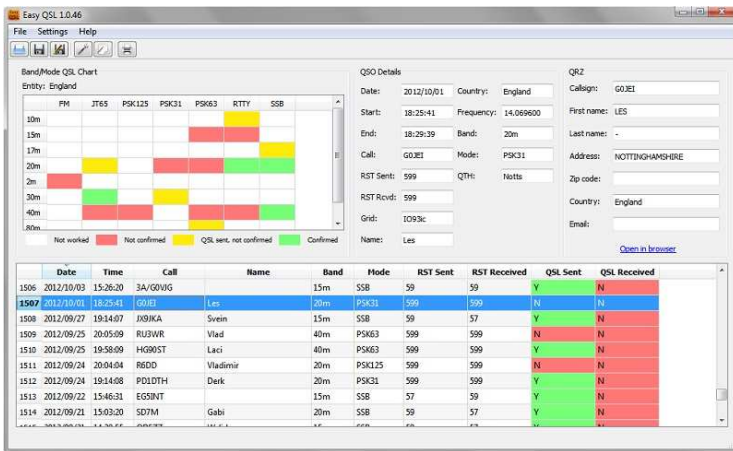 Easy QSL 1.0.46
File Settings Help
Band/Mode QSL Chart
Entity: England
FM JT65 PSK125 PSK31 PSK63 RTTY SSB
10m
15m
17m
20m
2m
30m
40m
80m
Not worked Not confirmed QSL sent, not confirmed Confirmed
QSO Details
Date: 2012/10/01 Country: England
Start: 18:25:41 Frequency: 14.069600
End: 18:29:39 Band: 20m
Call: G0JEI Mode: PSK31
RST Sent: 599 QTH: Notts
RST Rcvd: 599
Grid: IO93ic
Name: Les
QRZ
Callsign: G0JEI
First name: LES
Last name: -
Address: NOTTINGHAMSHIRE
Zip code:
Country: England
Email:
Open in browser
Date Time Call Name Band Mode RST Sent RST Received QSL Sent QSL Received
1506 2012/10/03 15:26:20 3A/G0VJG 15m SSB 59 59 Y N
1507 2012/10/01 18:25:41 G0JEI Les 20m PSK31 599 599 N N
1508 2012/09/27 19:14:07 JX9JKA Svein 15m SSB 59 57 Y N
1509 2012/09/25 20:05:09 RU3WR Vlad 40m PSK63 599 599 N N
1510 2012/09/25 19:58:09 HG90ST Laci 40m PSK63 599 599 Y N
1511 2012/09/24 20:04:04 R6DD Vladimir 20m PSK125 599 599 N N
1512 2012/09/24 19:14:08 PD1DTH Derk 20m PSK31 599 599 Y N
1513 2012/09/22 15:46:31 EG5INT 15m SSB 57 59 Y N
1514 2012/09/21 15:03:20 SD7M Gabi 20m SSB 59 57 Y N